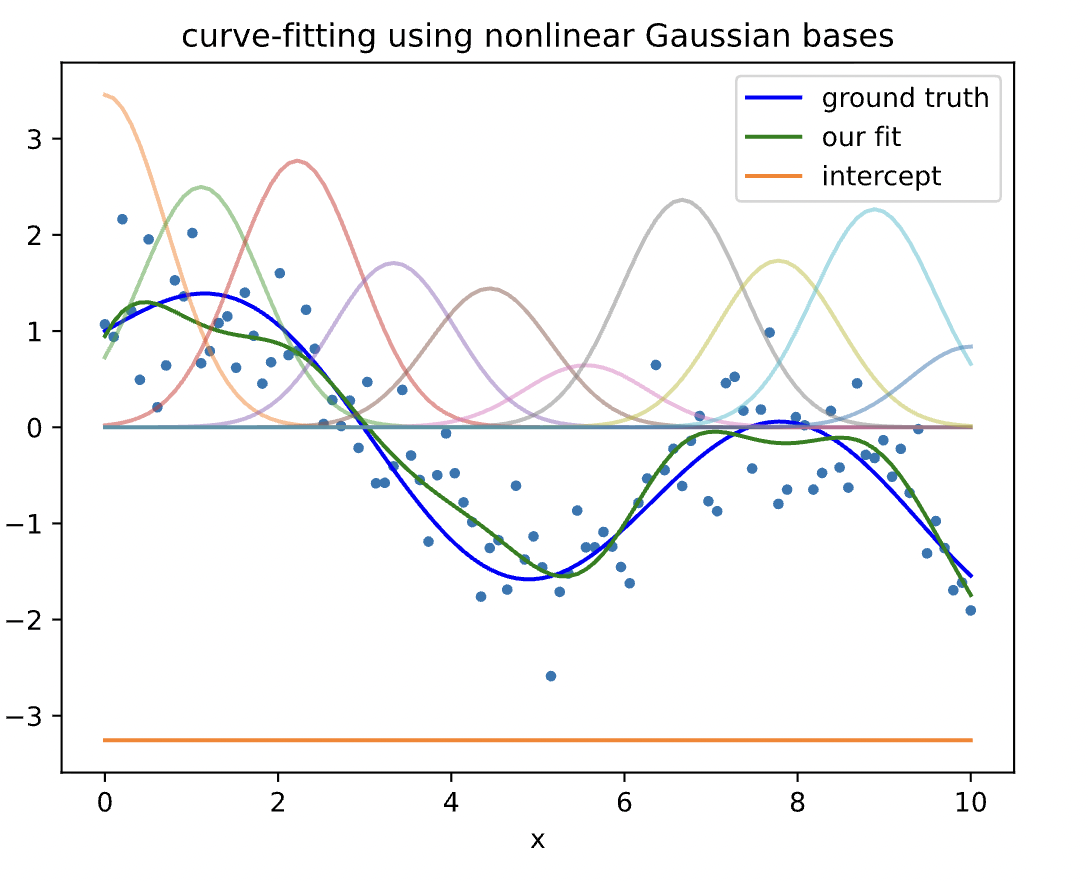 curve-fitting using nonlinear Gaussian bases
ground truth
our fit
intercept
3
2
1
0
−1
−2
−3
0 2 4 6 8 10
x